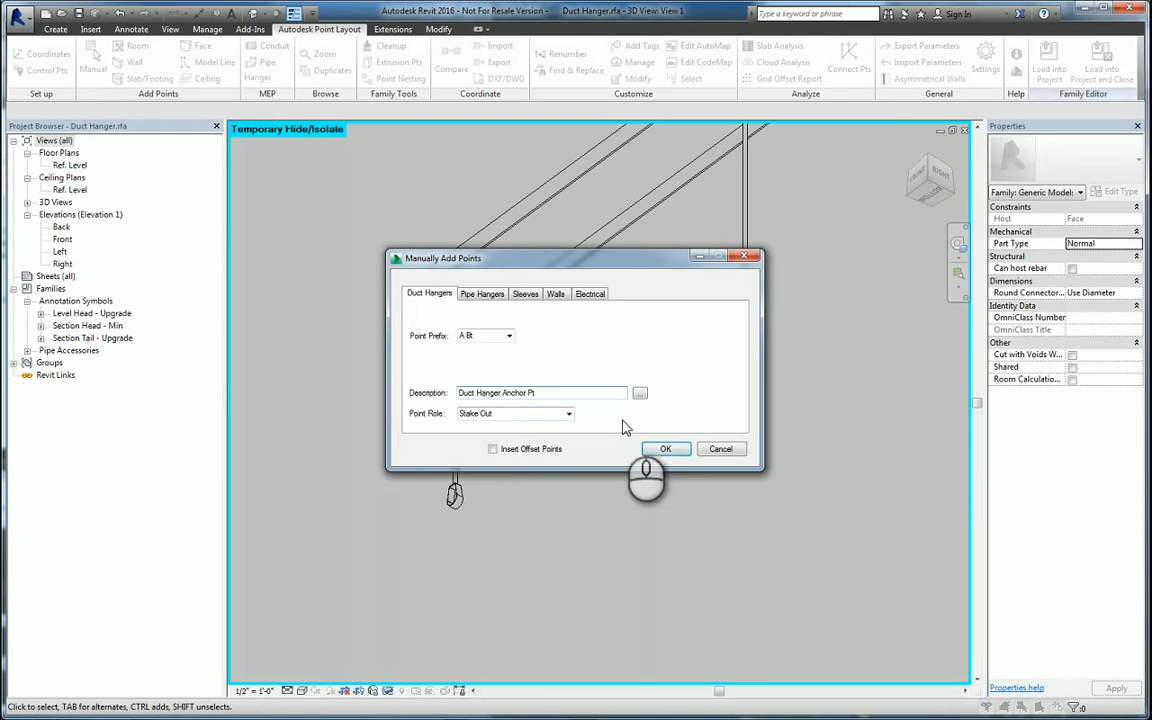 Autodesk Revit 2016 - Not For Resale Version - Duct Hanger.rfa - 3D View: View 1
Type a keyword or phrase
Sign In
Create Insert Annotate View Manage Add-Ins Autodesk Point Layout Extensions Modify
Coordinates
Control Pts
Set up
Manual
Room
Wall
Slab/Footing
Face
Model Line
Ceiling
Add Points
Conduit
Pipe
Hanger
MEP
Zoom
Duplicates
Browse
Cleanup
Extrusion Pts
Point Nesting
Family Tools
Compare
Import
Export
DXF/DWG
Coordinate
Renumber
Find & Replace
Add Tags
Manage
Modify
Edit AutoMap
Edit CodeMap
Select
Customize
Slab Analysis
Cloud Analysis
Grid Offset Report
Connect Pts
Analyze
Export Parameters
Import Parameters
Asymmetrical Walls
Settings
General
Help
Load into
Project
Load into
Project and Close
Family Editor
Project Browser - Duct Hanger.rfa
Views (all)
Floor Plans
Ref. Level
Ceiling Plans
Ref. Level
3D Views
Elevations (Elevation 1)
Back
Front
Left
Right
Sheets (all)
Families
Annotation Symbols
Level Head - Upgrade
Section Head - Min
Section Tail - Upgrade
Pipe Accessories
Groups
Revit Links
Temporary Hide/Isolate
FRONT
RIGHT
BOTTOM
Manually Add Points
Duct Hangers Pipe Hangers Sleeves Walls Electrical
Point Prefix: A Bt
Description: Duct Hanger Anchor Pt ...
Point Role: Stake Out
Insert Offset Points
OK
Cancel
Properties
Family: Generic Model:
Edit Type
Constraints
Host Face
Mechanical
Part Type Normal
Structural
Can host rebar
Dimensions
Round Connector... Use Diameter
Identity Data
OmniClass Number
OmniClass Title
Other
Cut with Voids W...
Shared
Room Calculatio...
Properties help
Apply
1/2" = 1'-0"
Click to select, TAB for alternates, CTRL adds, SHIFT unselects.
:0